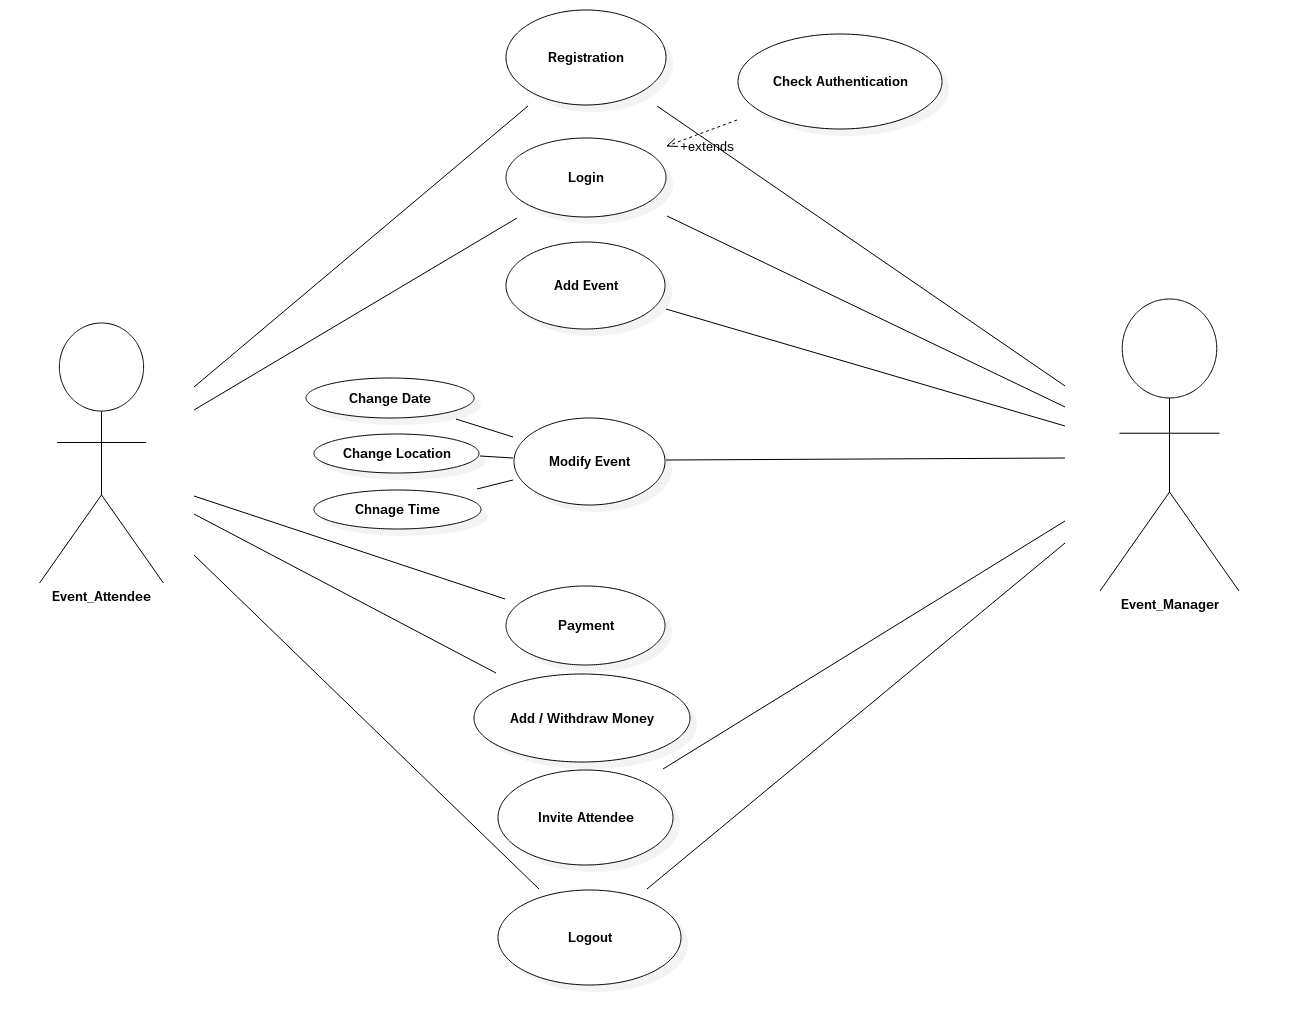 Registration
Check Authentication
+extends
Login
Add Event
Change Date
Change Location
Modify Event
Chnage Time
Event_Attendee
Event_Manager
Payment
Add / Withdraw Money
Invite Attendee
Logout